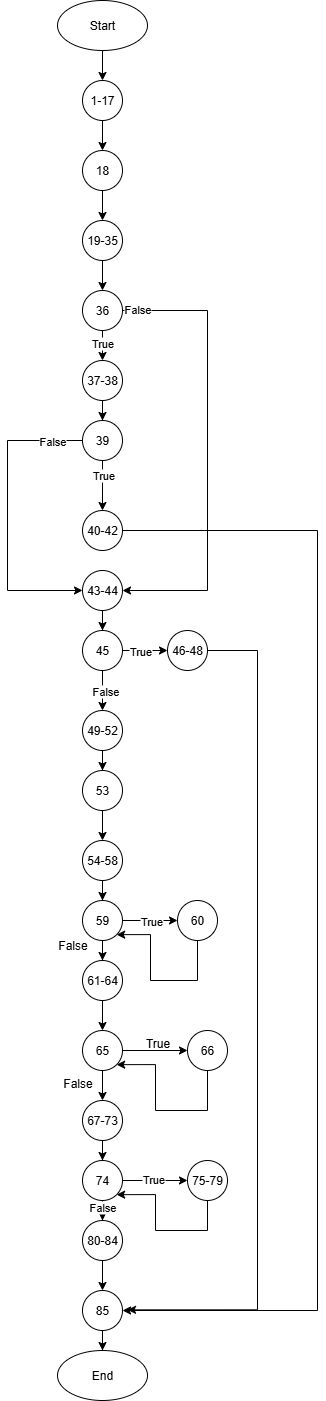 Start
1-17
18
19-35
36
False
True
37-38
False
39
True
40-42
43-44
45
True
46-48
False
49-52
53
54-58
59
True
60
False
61-64
65
True
66
False
67-73
74
True
75-79
False
80-84
85
End